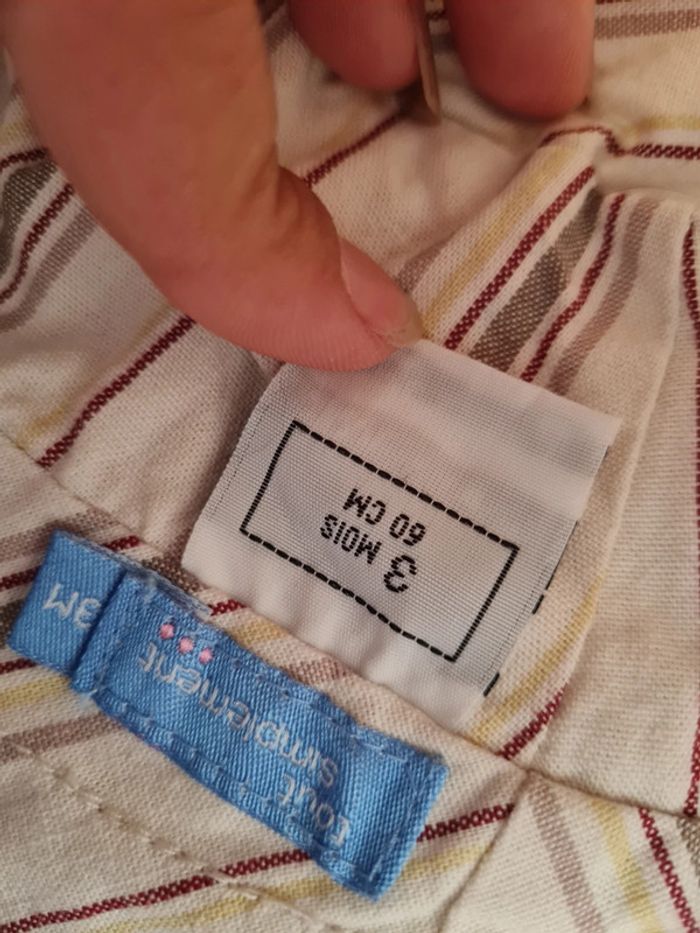 3 MOIS
60 CM
tout
simplement
3M